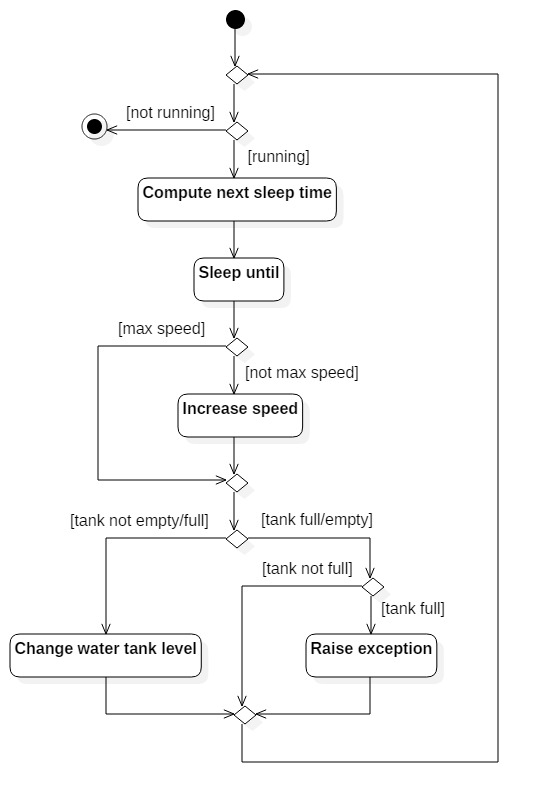 [not running]
[running]
Compute next sleep time
Sleep until
[max speed]
[not max speed]
Increase speed
[tank not empty/full]
[tank full/empty]
[tank not full]
[tank full]
Change water tank level
Raise exception